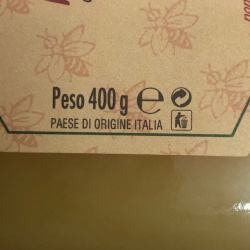 Peso 400 g ℮
PAESE DI ORIGINE ITALIA